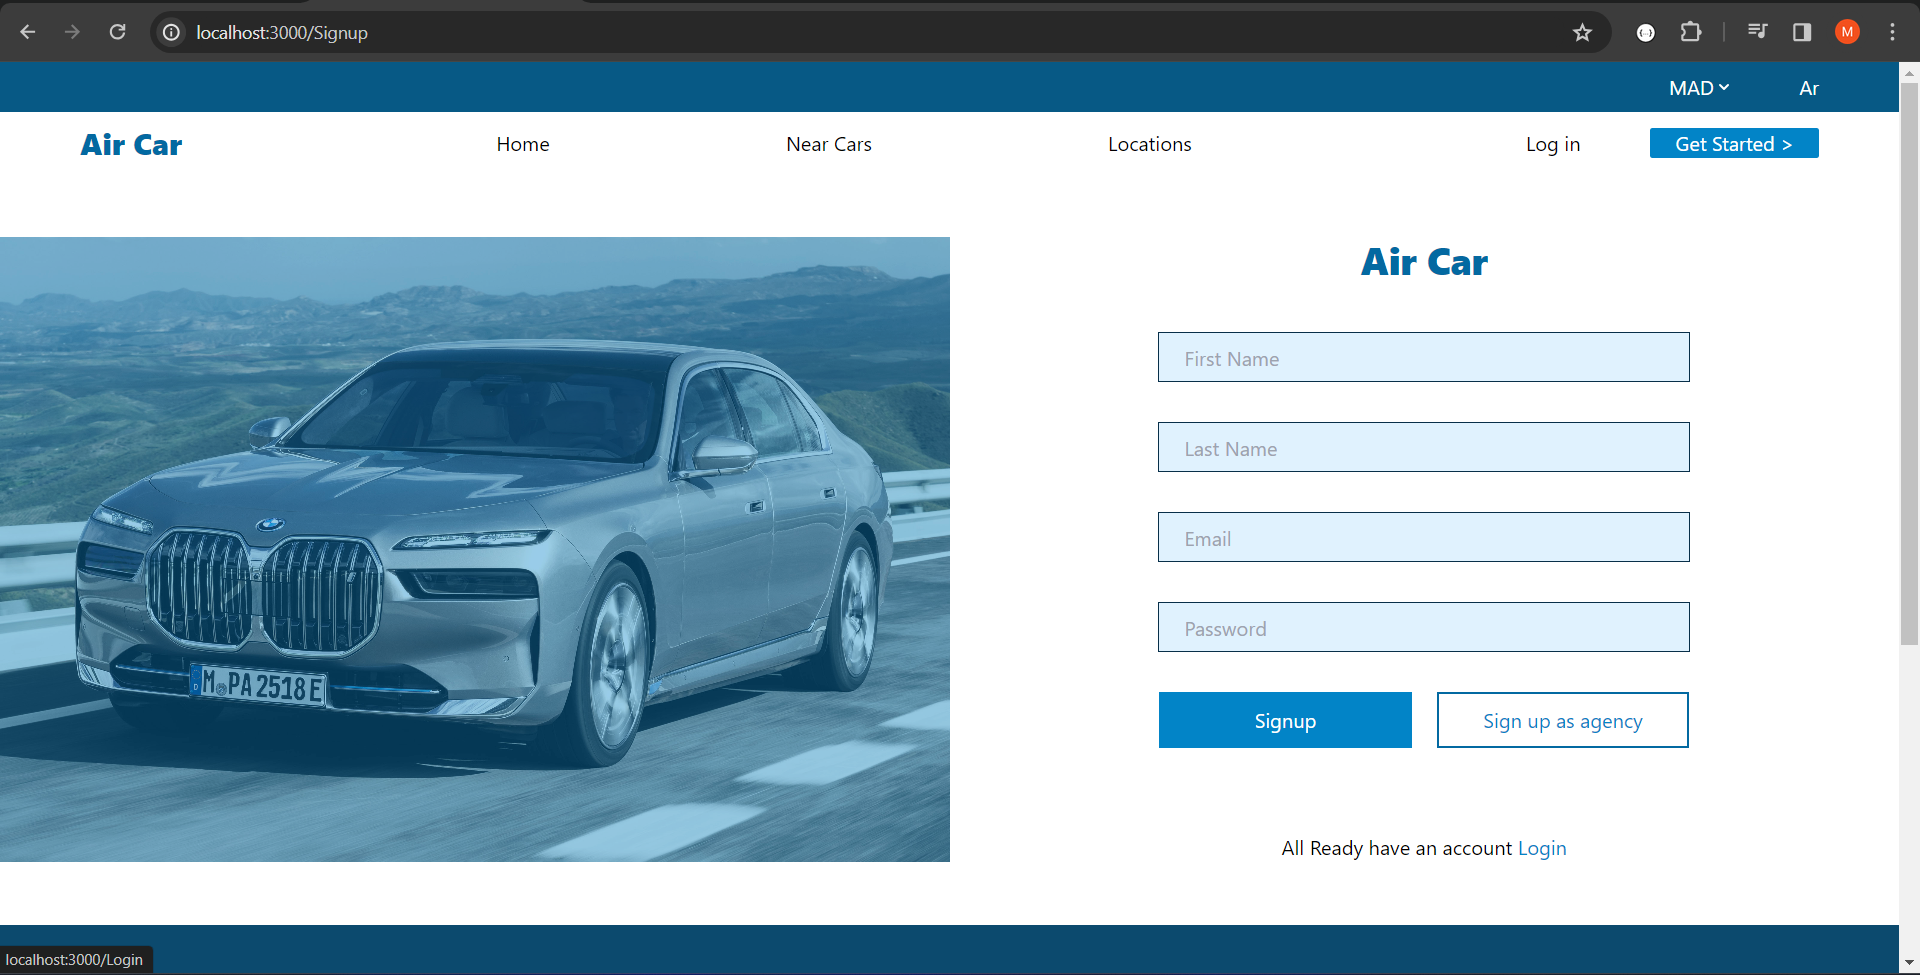 localhost:3000/Signup
M
MAD
Ar
Air Car
Home
Near Cars
Locations
Log in
Get Started >
Air Car
First Name
Last Name
Email
Password
M PA 2518 E
Signup
Sign up as agency
All Ready have an account Login
localhost:3000/Login